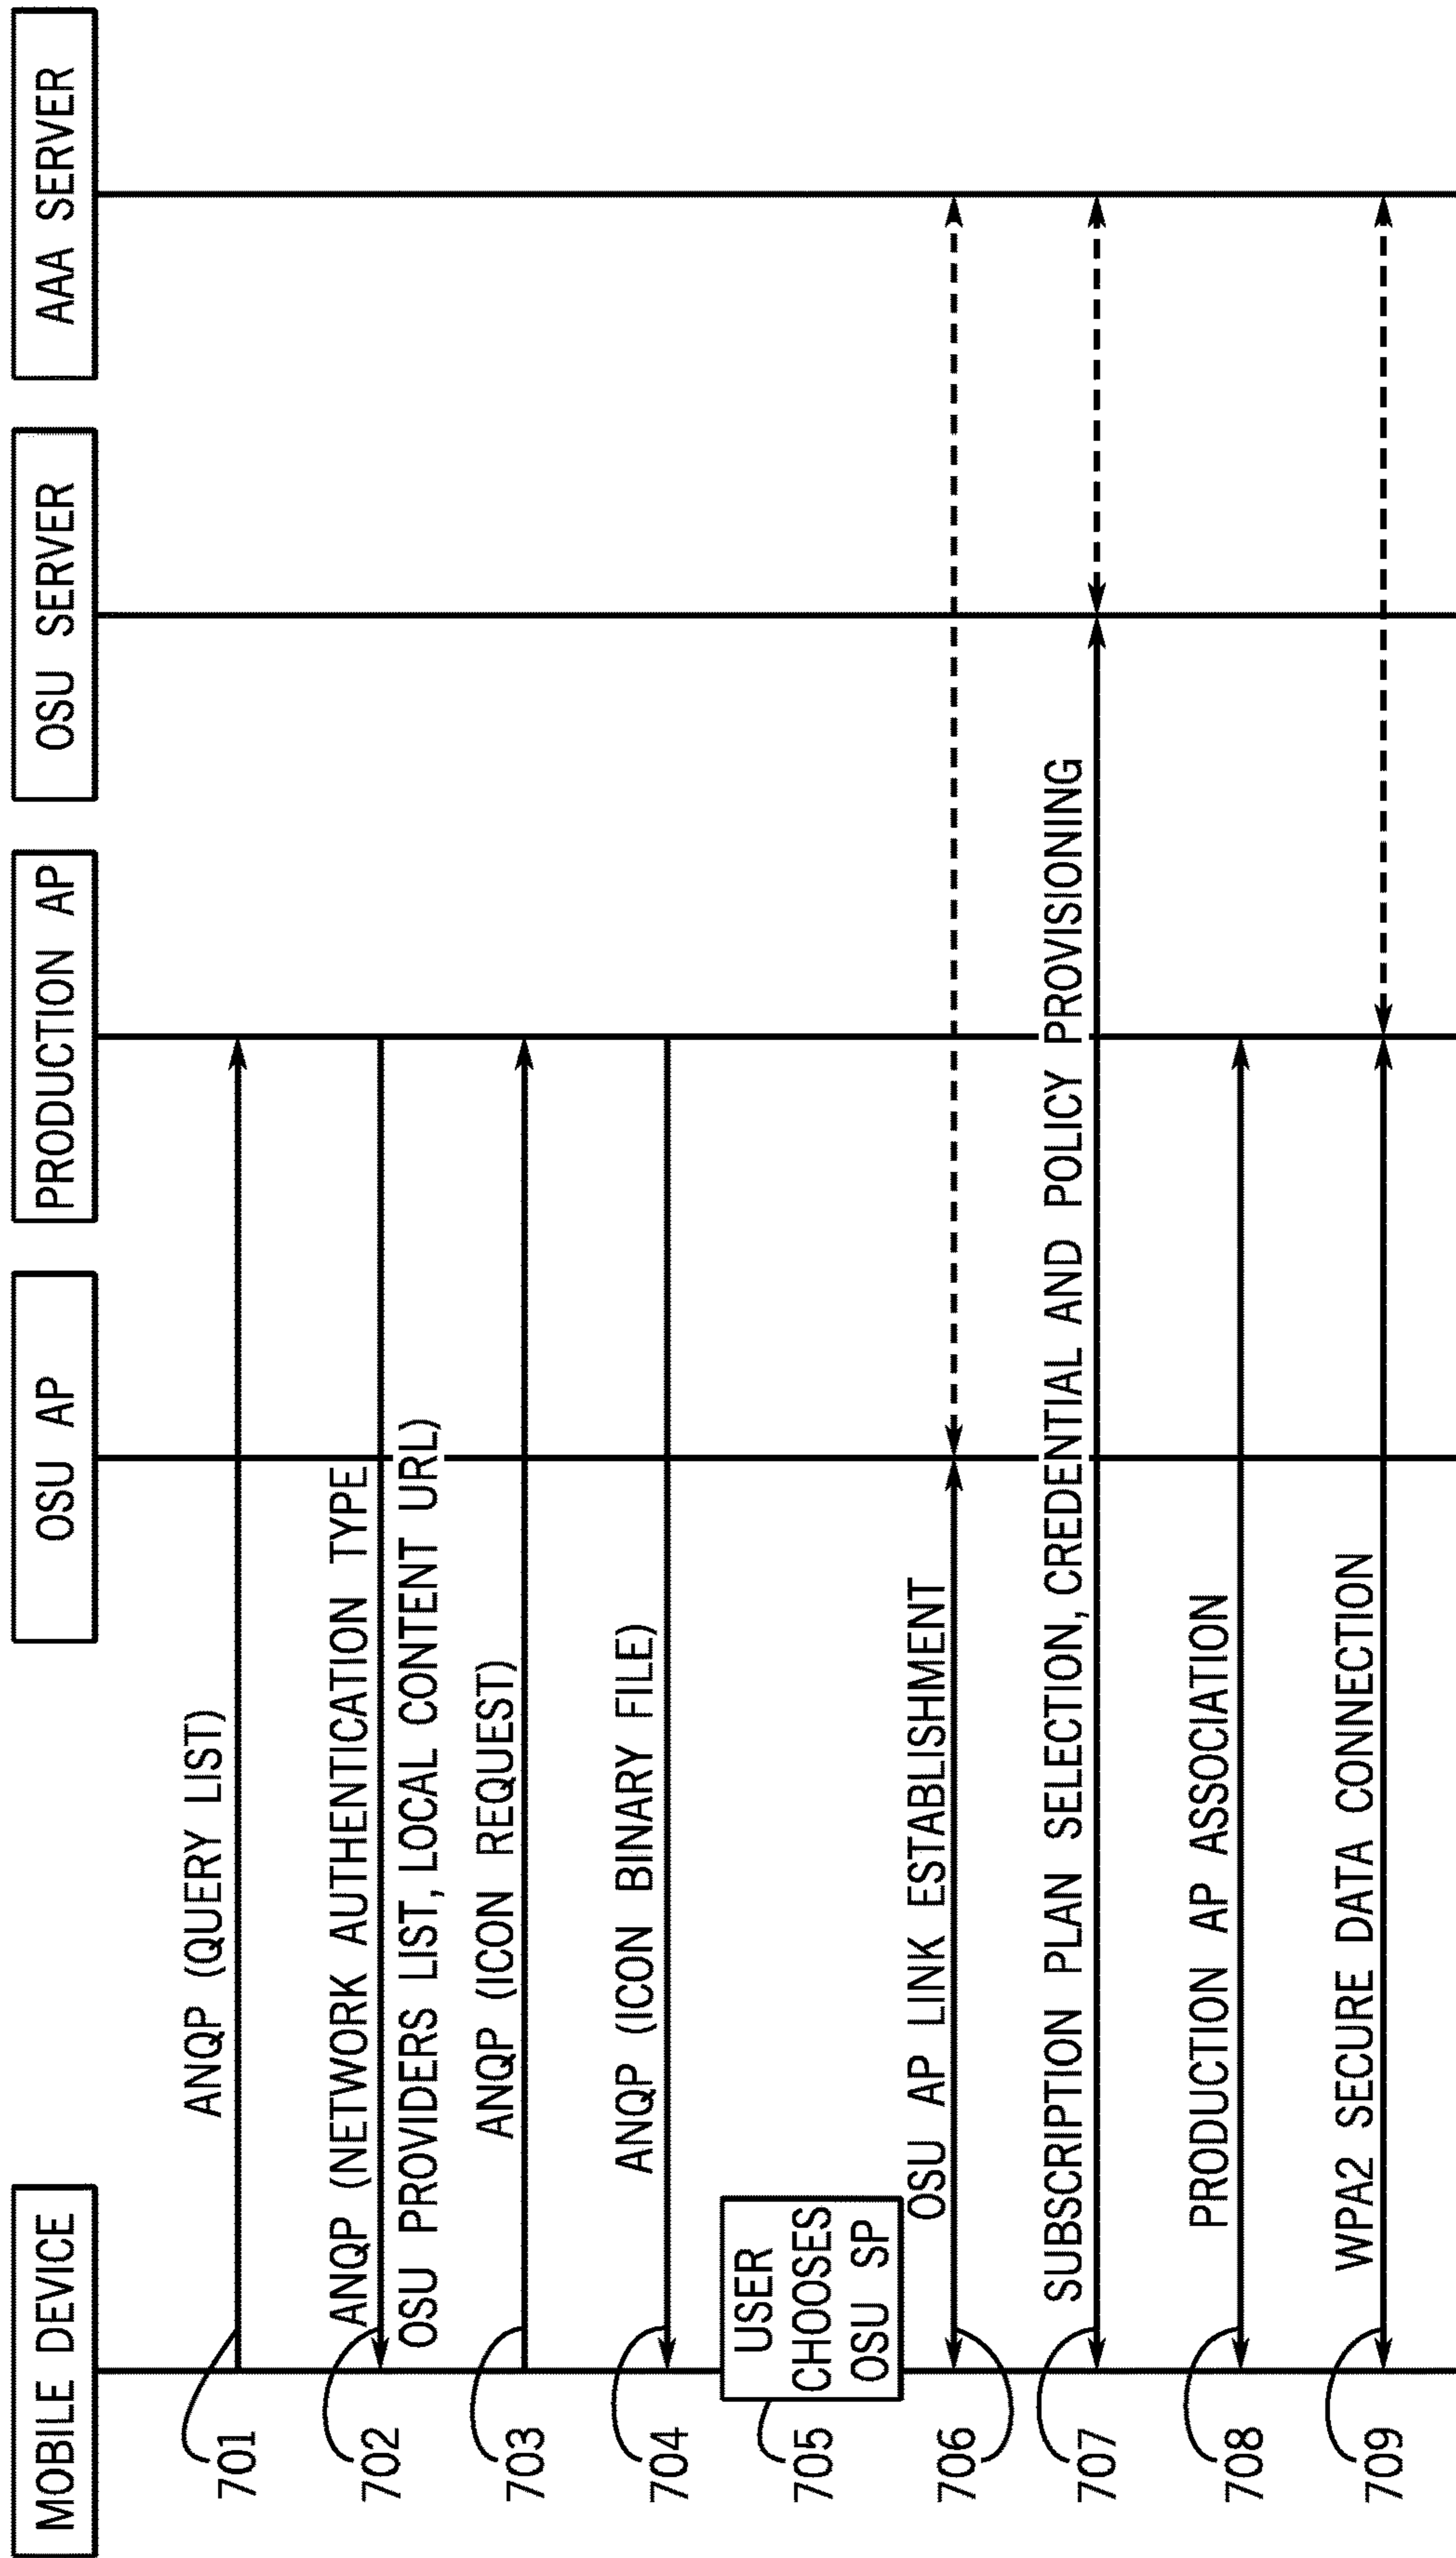 MOBILE DEVICE
OSU AP
PRODUCTION AP
OSU SERVER
AAA SERVER
701
ANQP (QUERY LIST)
702
ANQP (NETWORK AUTHENTICATION TYPE
OSU PROVIDERS LIST, LOCAL CONTENT URL)
703
ANQP (ICON REQUEST)
704
ANQP (ICON BINARY FILE)
705
USER
CHOOSES
OSU SP
706
OSU AP LINK ESTABLISHMENT
707
SUBSCRIPTION PLAN SELECTION, CREDENTIAL AND POLICY PROVISIONING
708
PRODUCTION AP ASSOCIATION
709
WPA2 SECURE DATA CONNECTION